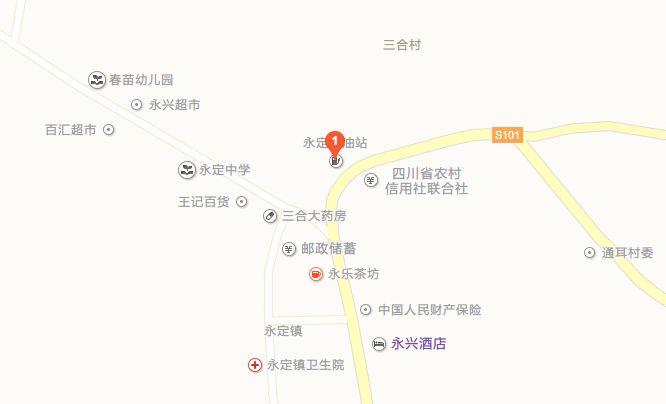 三合村
春苗幼儿园
永兴超市
百汇超市
S101
永定
油站
1
永定中学
四川省农村
信用社联合社
王记百货
三合大药房
邮政储蓄
通耳村委
永乐茶坊
中国人民财产保险
永定镇
永兴酒店
永定镇卫生院